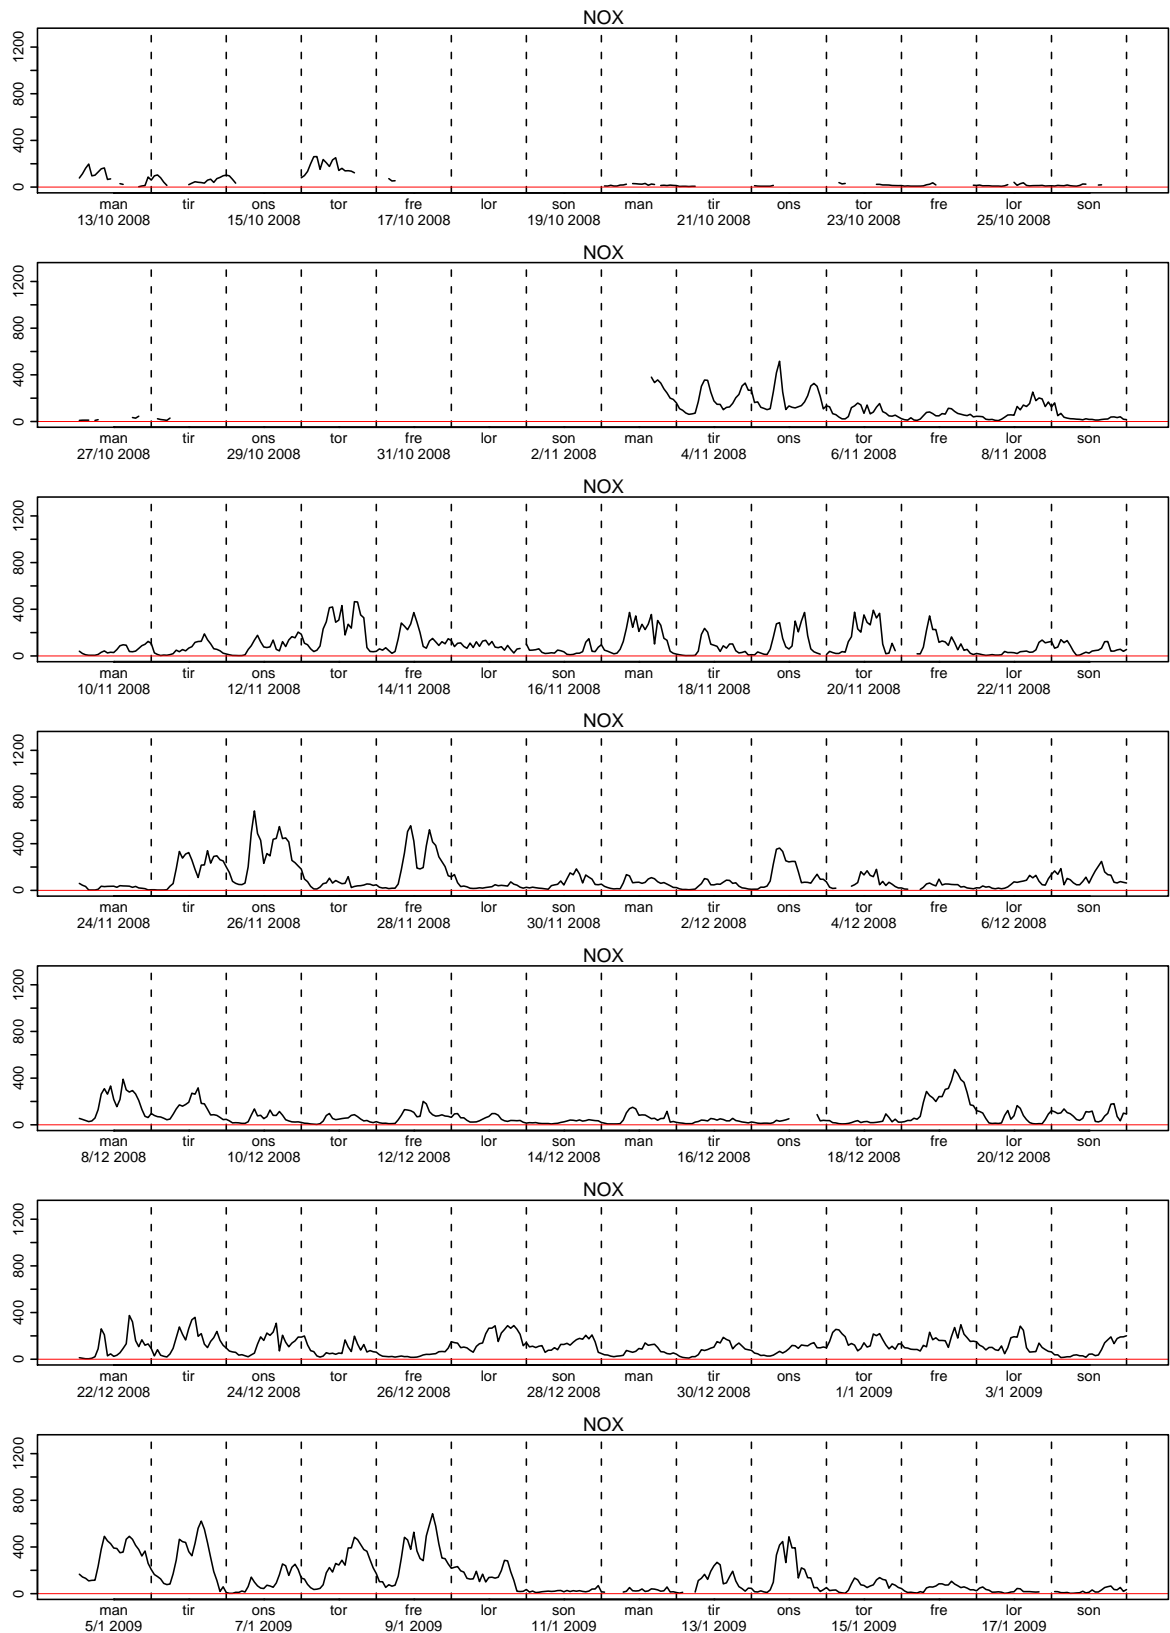 NOX
1200
800
400
0
man tir ons tor fre lor son man tir ons tor fre lor son
13/10 2008 15/10 2008 17/10 2008 19/10 2008 21/10 2008 23/10 2008 25/10 2008
NOX
1200
800
400
0
man tir ons tor fre lor son man tir ons tor fre lor son
27/10 2008 29/10 2008 31/10 2008 2/11 2008 4/11 2008 6/11 2008 8/11 2008
NOX
1200
800
400
0
man tir ons tor fre lor son man tir ons tor fre lor son
10/11 2008 12/11 2008 14/11 2008 16/11 2008 18/11 2008 20/11 2008 22/11 2008
NOX
1200
800
400
0
man tir ons tor fre lor son man tir ons tor fre lor son
24/11 2008 26/11 2008 28/11 2008 30/11 2008 2/12 2008 4/12 2008 6/12 2008
NOX
1200
800
400
0
man tir ons tor fre lor son man tir ons tor fre lor son
8/12 2008 10/12 2008 12/12 2008 14/12 2008 16/12 2008 18/12 2008 20/12 2008
NOX
1200
800
400
0
man tir ons tor fre lor son man tir ons tor fre lor son
22/12 2008 24/12 2008 26/12 2008 28/12 2008 30/12 2008 1/1 2009 3/1 2009
NOX
1200
800
400
0
man tir ons tor fre lor son man tir ons tor fre lor son
5/1 2009 7/1 2009 9/1 2009 11/1 2009 13/1 2009 15/1 2009 17/1 2009